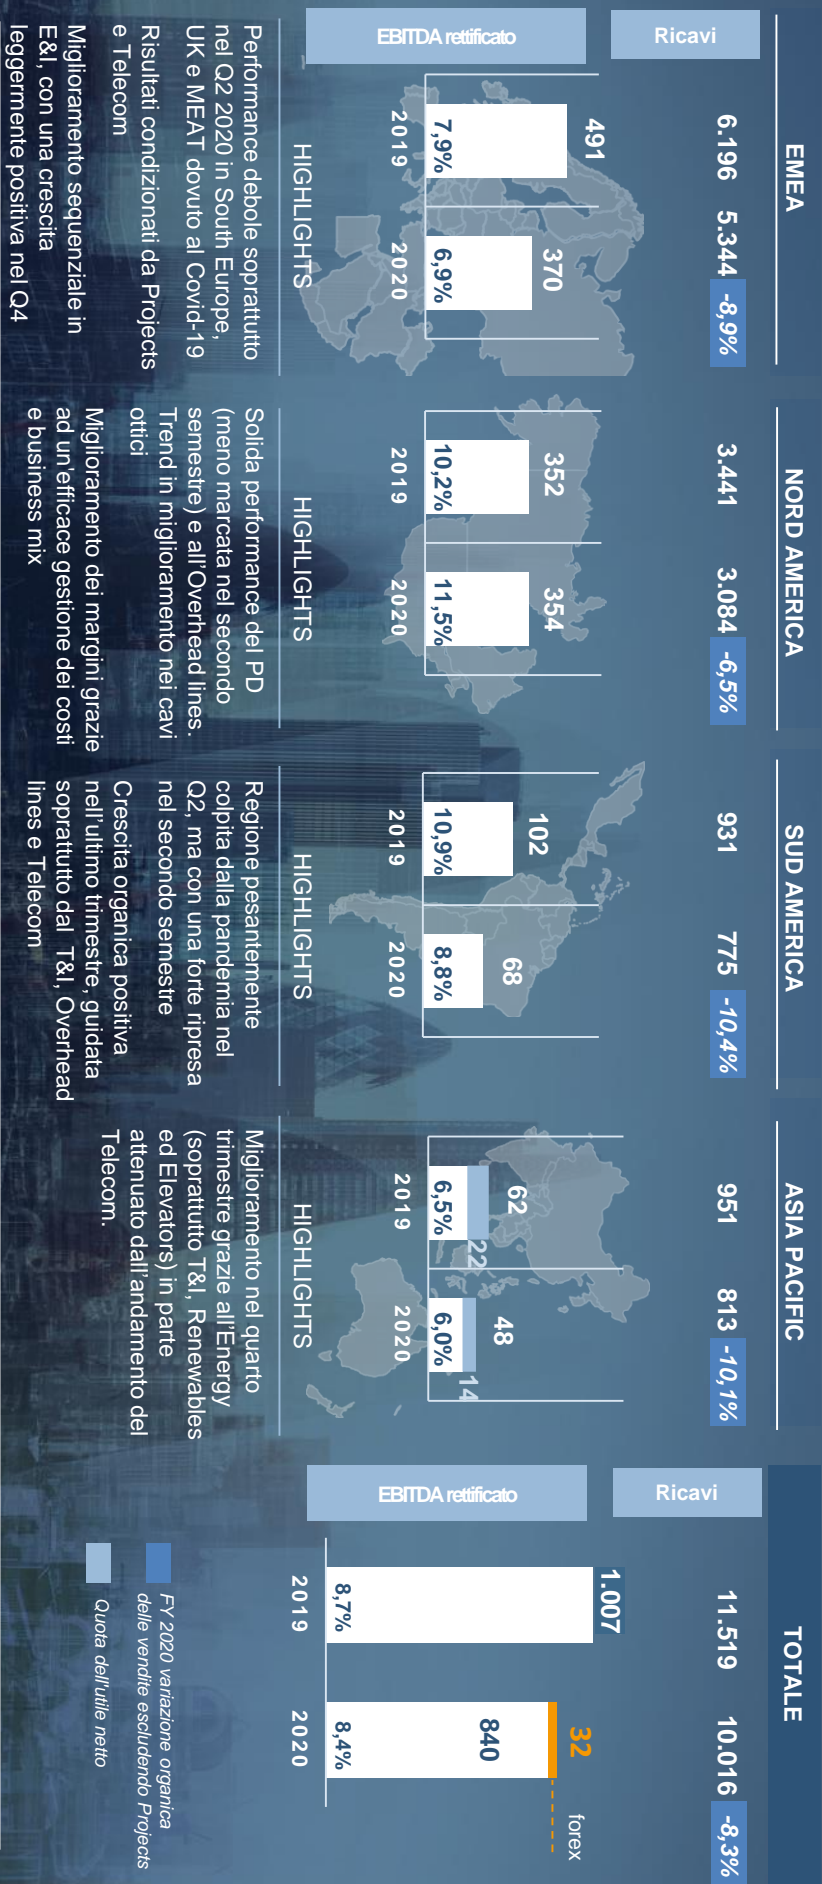 EMEA
Ricavi
6.196 5.344 -8,9%
EBITDA rettificato
491
370
7,9%
6,9%
2019
2020
HIGHLIGHTS
Performance debole soprattutto
nel Q2 2020 in South Europe,
UK e MEAT dovuto al Covid-19
Risultati condizionati da Projects
e Telecom
Miglioramento sequenziale in
E&I, con una crescita
leggermente positiva nel Q4
NORD AMERICA
3.441 3.084 -6,5%
352
354
10,2%
11,5%
2019
2020
HIGHLIGHTS
Solida performance del PD
(meno marcata nel secondo
semestre) e all'Overhead lines.
Trend in miglioramento nei cavi
ottici
Miglioramento dei margini grazie
ad un'efficace gestione dei costi
e business mix
SUD AMERICA
931 775 -10,4%
102
68
10,9%
8,8%
2019
2020
HIGHLIGHTS
Regione pesantemente
colpita dalla pandemia nel
Q2, ma con una forte ripresa
nel secondo semestre
Crescita organica positiva
nell'ultimo trimestre, guidata
soprattutto dal T&I, Overhead
lines e Telecom
ASIA PACIFIC
951 813 -10,1%
62
48
22
14
6,5%
6,0%
2019
2020
HIGHLIGHTS
Miglioramento nel quarto
trimestre grazie all'Energy
(soprattutto T&I, Renewables
ed Elevators) in parte
attenuato dall'andamento del
Telecom.
TOTALE
Ricavi
11.519 10.016 -8,3%
EBITDA rettificato
1.007
32
forex
840
8,7%
8,4%
2019
2020
FY 2020 variazione organica
delle vendite escludendo Projects
Quota dell'utile netto